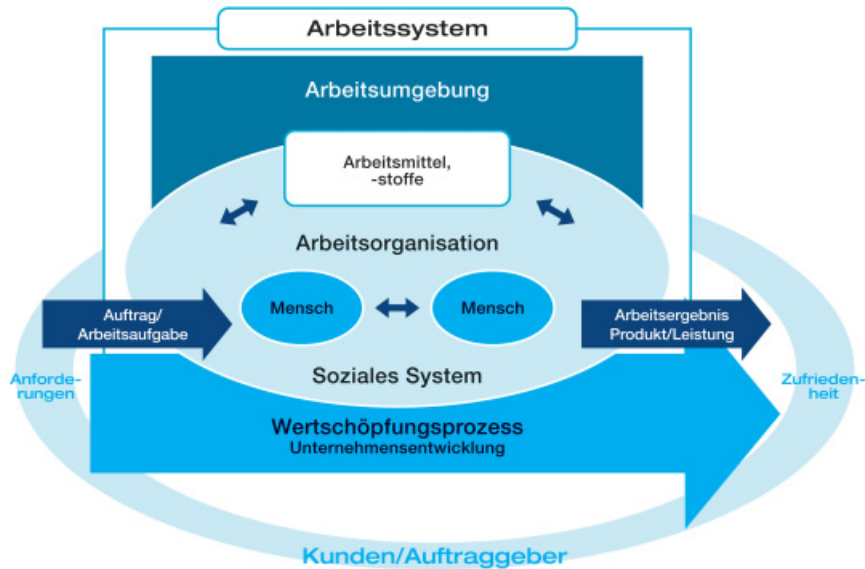 Arbeitssystem
Arbeitsumgebung
Arbeitsmittel,
-stoffe
Arbeitsorganisation
Mensch
Mensch
Auftrag/
Arbeitsaufgabe
Arbeitsergebnis
Produkt/Leistung
Soziales System
Anforde-
rungen
Zufrieden-
heit
Wertschöpfungsprozess
Unternehmensentwicklung
Kunden/Auftraggeber